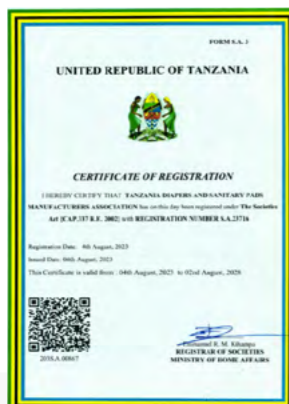 FORM S.A. 3
UNITED REPUBLIC OF TANZANIA
CERTIFICATE OF REGISTRATION
I HEREBY CERTIFY THAT TANZANIA DIAPERS AND SANITARY PADS
MANUFACTURERS ASSOCIATION has on this day been registered under The Societies
Act [CAP.337 R.E. 2002] with REGISTRATION NUMBER S.A.23716
Registration Date: 4th August, 2023
Issued Date: 04th August, 2023
This Certificate is valid from : 04th August, 2023 to 02nd August, 2028
Emmanuel R. M. Kihampa
REGISTRAR OF SOCIETIES
MINISTRY OF HOME AFFAIRS